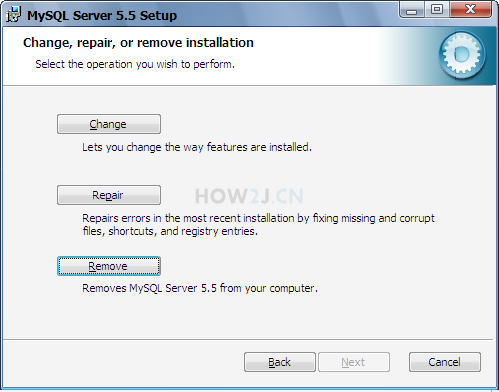 MySQL Server 5.5 Setup
Change, repair, or remove installation
Select the operation you wish to perform.
Change
Lets you change the way features are installed.
Repair
HOW2J.CN
Repairs errors in the most recent installation by fixing missing and corrupt
files, shortcuts, and registry entries.
Remove
Removes MySQL Server 5.5 from your computer.
Back
Next
Cancel